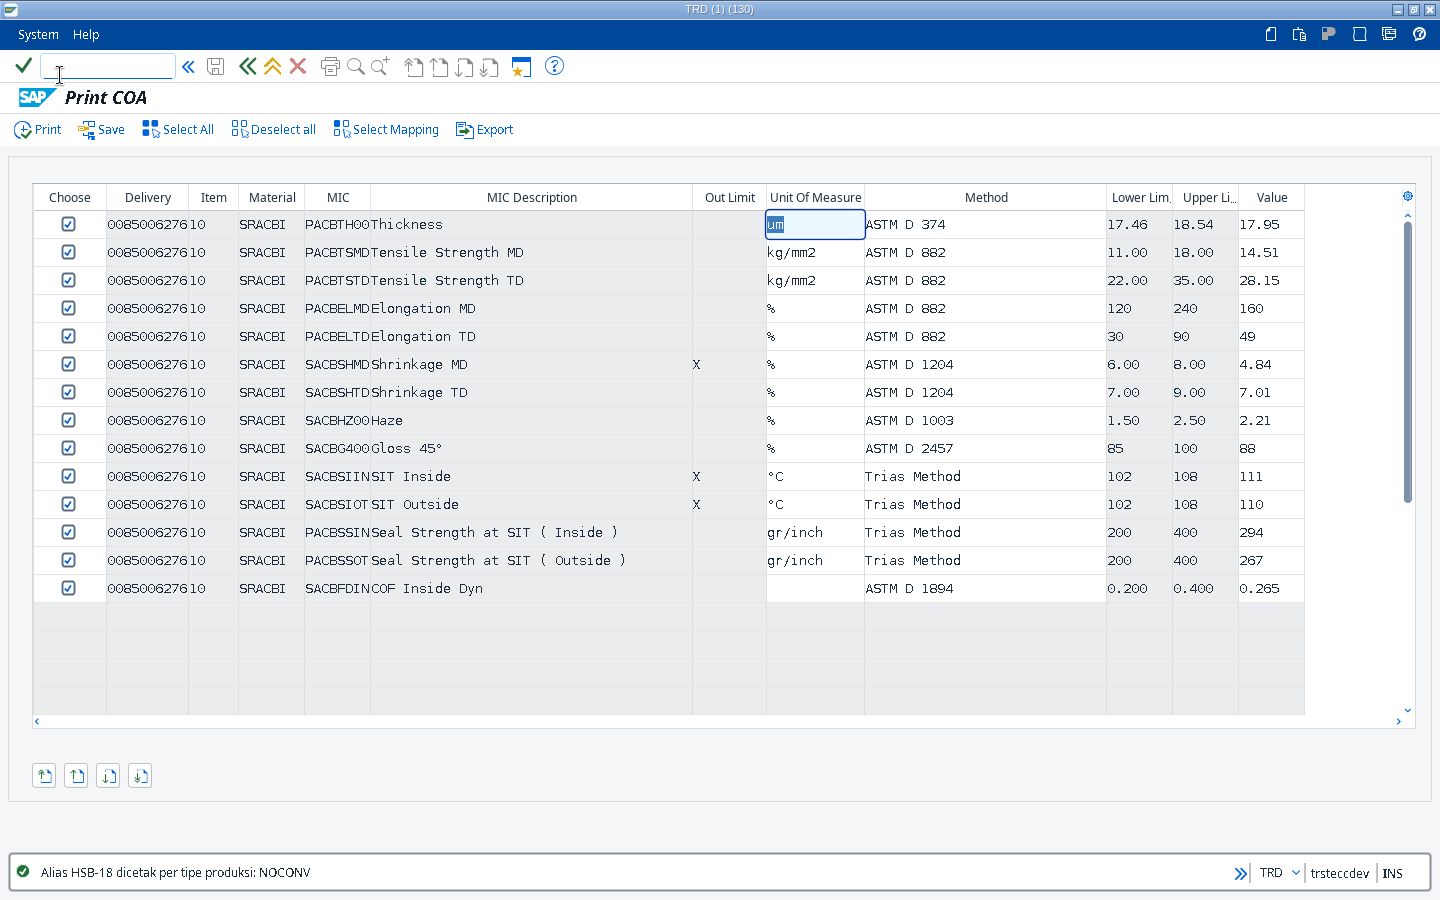 TRD (1) (130)
System Help
SAP Print COA
Print Save Select All Deselect all Select Mapping Export
Choose Delivery Item Material MIC MIC Description Out Limit Unit Of Measure Method Lower Lim. Upper Li... Value
0085006276 10 SRACBI PACBTH00 Thickness um ASTM D 374 17.46 18.54 17.95
0085006276 10 SRACBI PACBTSMD Tensile Strength MD kg/mm2 ASTM D 882 11.00 18.00 14.51
0085006276 10 SRACBI PACBTSTD Tensile Strength TD kg/mm2 ASTM D 882 22.00 35.00 28.15
0085006276 10 SRACBI PACBELMD Elongation MD % ASTM D 882 120 240 160
0085006276 10 SRACBI PACBELTD Elongation TD % ASTM D 882 30 90 49
0085006276 10 SRACBI SACBSHMD Shrinkage MD X % ASTM D 1204 6.00 8.00 4.84
0085006276 10 SRACBI SACBSHTD Shrinkage TD % ASTM D 1204 7.00 9.00 7.01
0085006276 10 SRACBI SACBHZ00 Haze % ASTM D 1003 1.50 2.50 2.21
0085006276 10 SRACBI SACBG400 Gloss 45° % ASTM D 2457 85 100 88
0085006276 10 SRACBI SACBSIIN SIT Inside X °C Trias Method 102 108 111
0085006276 10 SRACBI SACBSIOT SIT Outside X °C Trias Method 102 108 110
0085006276 10 SRACBI PACBSSIN Seal Strength at SIT ( Inside ) gr/inch Trias Method 200 400 294
0085006276 10 SRACBI PACBSSOT Seal Strength at SIT ( Outside ) gr/inch Trias Method 200 400 267
0085006276 10 SRACBI SACBFDIN COF Inside Dyn ASTM D 1894 0.200 0.400 0.265
Alias HSB-18 dicetak per tipe produksi: NOCONV TRD trsteccdev INS